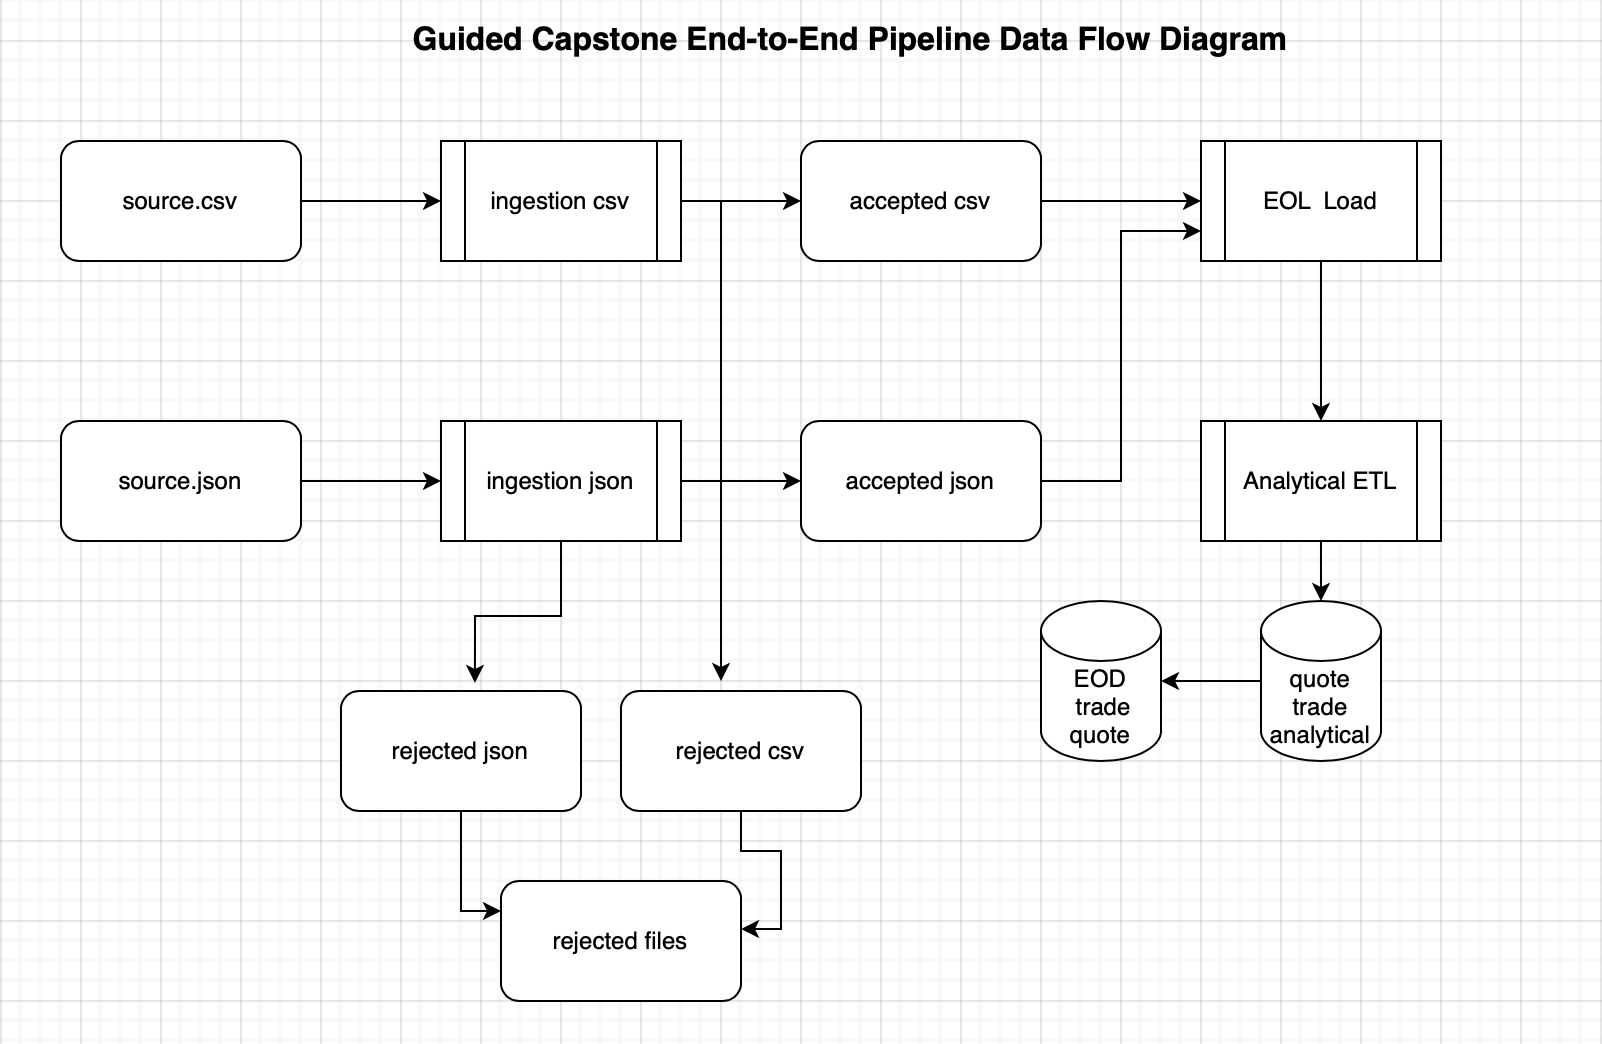 Guided Capstone End-to-End Pipeline Data Flow Diagram
source.csv
ingestion csv
accepted csv
EOL  Load
source.json
ingestion json
accepted json
Analytical ETL
EOD
trade
quote
quote
trade
analytical
rejected json
rejected csv
rejected files